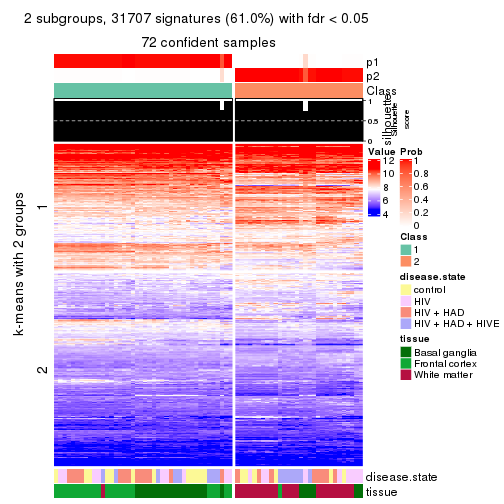 2 subgroups, 31707 signatures (61.0%) with fdr < 0.05
72 confident samples
p1
p2
Class
silhouette
Silhouette
score
1
0.5
0
k-means with 2 groups
1
2
Value
12
10
8
6
4
Prob
1
0.8
0.6
0.4
0.2
0
Class
1
2
disease.state
control
HIV
HIV + HAD
HIV + HAD + HIVE
tissue
Basal ganglia
Frontal cortex
White matter
disease.state
tissue